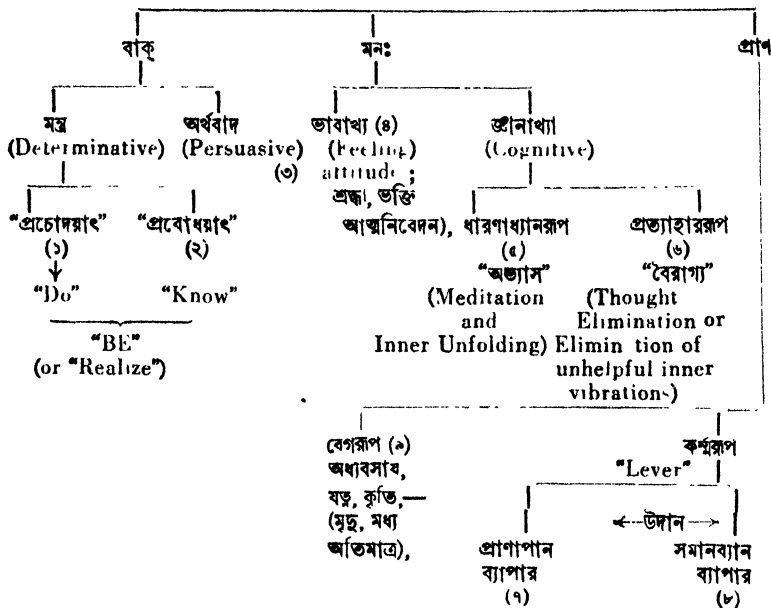 বাক্ মনঃ প্রাণ
মন্ত্র অর্থবাদ ভাবাখ্য (৪) জ্ঞানাখ্যা
(Determinative) (Persuasive) (Feeling) (Cognitive)
(৩) attitude ;
শ্রদ্ধা, ভক্তি
“প্রচোদয়াৎ” “প্রবোধয়াৎ” আত্মনিবেদন), ধারণাধ্যানরূপ প্রত্যাহাররূপ
(১) (২) (৫) (৬)
“অভ্যাস” “বৈরাগ্য”
“Do” “Know” (Meditation (Thought
and Elimination or
“BE” Inner Unfolding) Elimin tion of
(or “Realize”) unhelpful inner
vibrations)
বেগরূপ (৯) কর্ম্মরূপ
অধ্যবসায, “Lever”
যত্ন, কৃতি,—
(মৃদু, মধ্য ←–উদান –→
অতিমাত্র), প্রাণাপান সমানব্যান
ব্যাপার ব্যাপার
(৭) (৮)